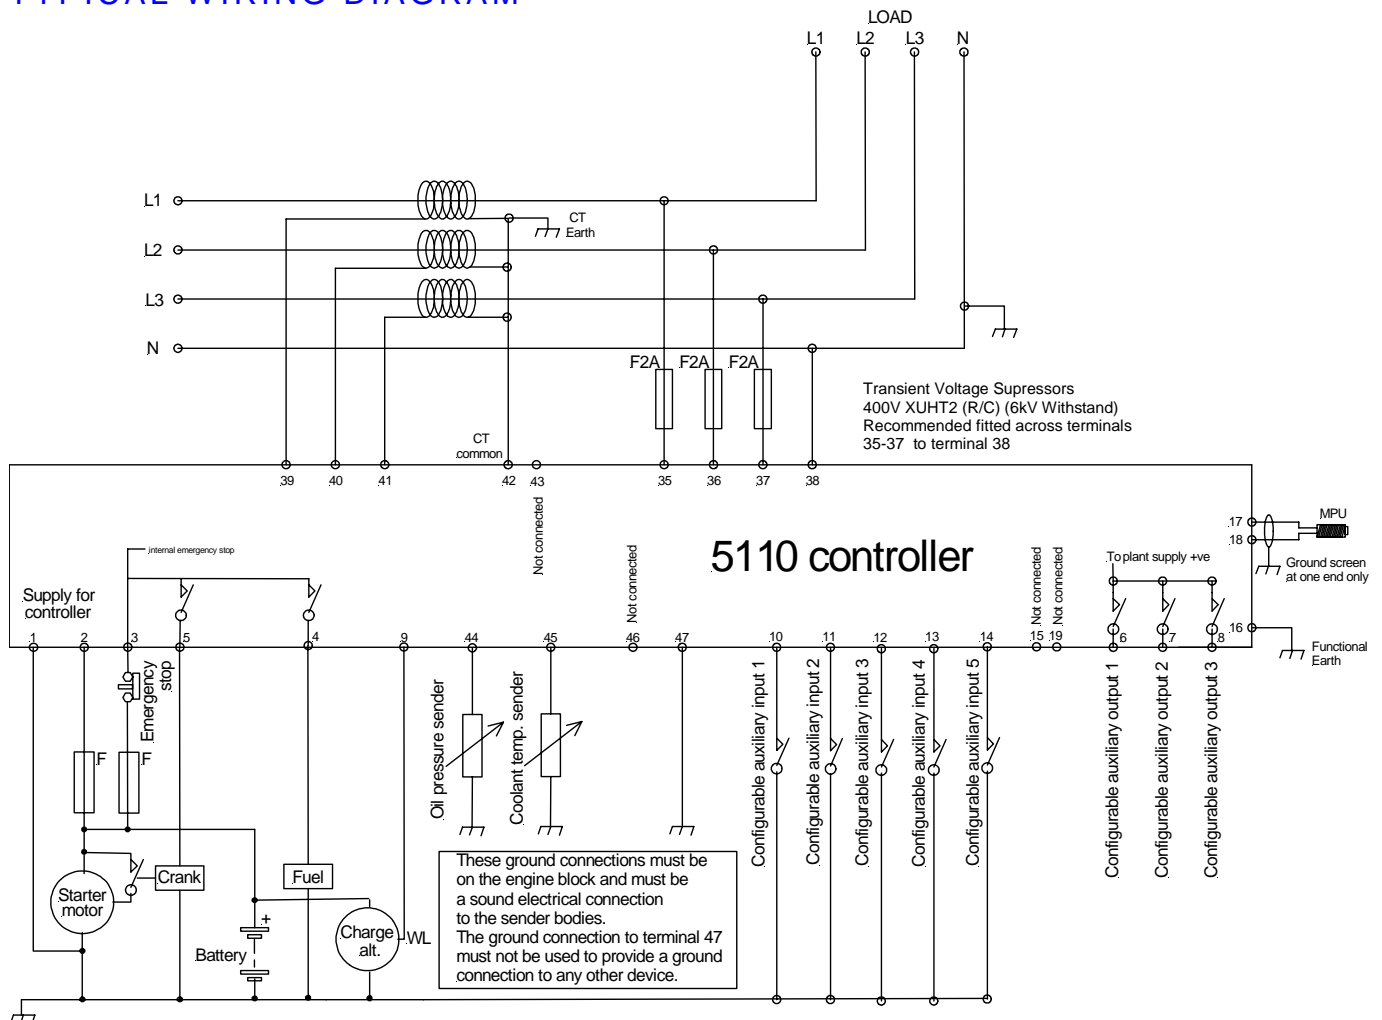 TYPICAL WIRING DIAGRAM
LOAD
L1 L2 L3 N
L1
CT
Earth
L2
L3
N
F2A F2A F2A
Transient Voltage Supressors
400V XUHT2 (R/C) (6kV Withstand)
Recommended fitted across terminals
35-37 to terminal 38
CT
common
39 40 41 42 43 35 36 37 38
Not connected
17
18
MPU
Ground screen
at one end only
internal emergency stop
5110 controller
Not connected
Not connected
Not connected
To plant supply +ve
Supply for
controller
16
Functional
Earth
1 2 3 5 4 9 44 45 46 47 10 11 12 13 14 15 19 6 7 8
Emergency
stop
F F
Oil pressure sender
Coolant temp. sender
Configurable auxiliary input 1
Configurable auxiliary input 2
Configurable auxiliary input 3
Configurable auxiliary input 4
Configurable auxiliary input 5
Configurable auxiliary output 1
Configurable auxiliary output 2
Configurable auxiliary output 3
Starter
motor
Crank
Fuel
Battery
+
Charge
alt.
WL
These ground connections must be
on the engine block and must be
a sound electrical connection
to the sender bodies.
The ground connection to terminal 47
must not be used to provide a ground
connection to any other device.